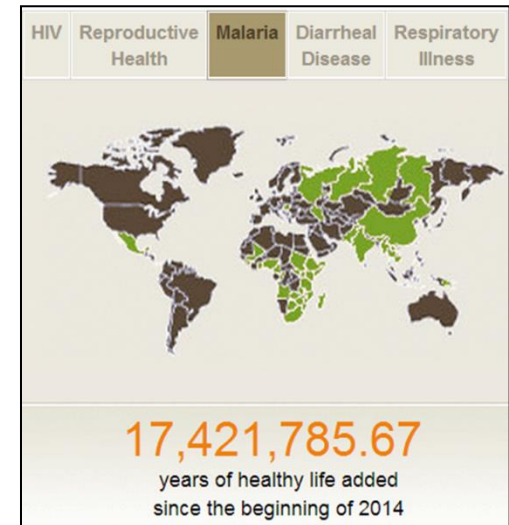 HIV
Reproductive
Health
Malaria
Diarrheal
Disease
Respiratory
Illness
17,421,785.67
years of healthy life added
since the beginning of 2014